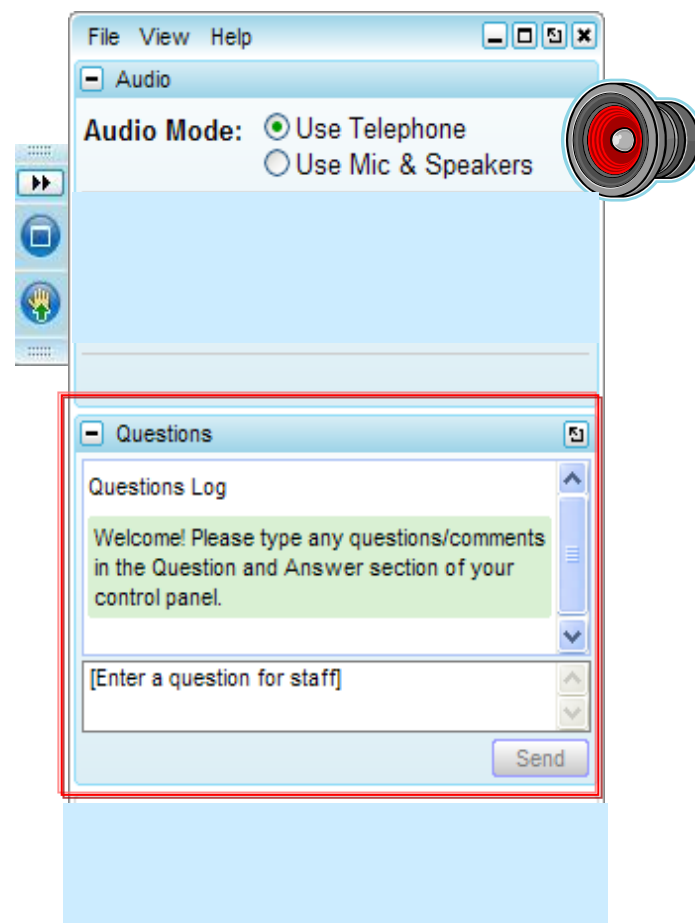 File View Help
Audio
Audio Mode: Use Telephone
Use Mic & Speakers
Questions
Questions Log
Welcome! Please type any questions/comments
in the Question and Answer section of your
control panel.
[Enter a question for staff]
Send